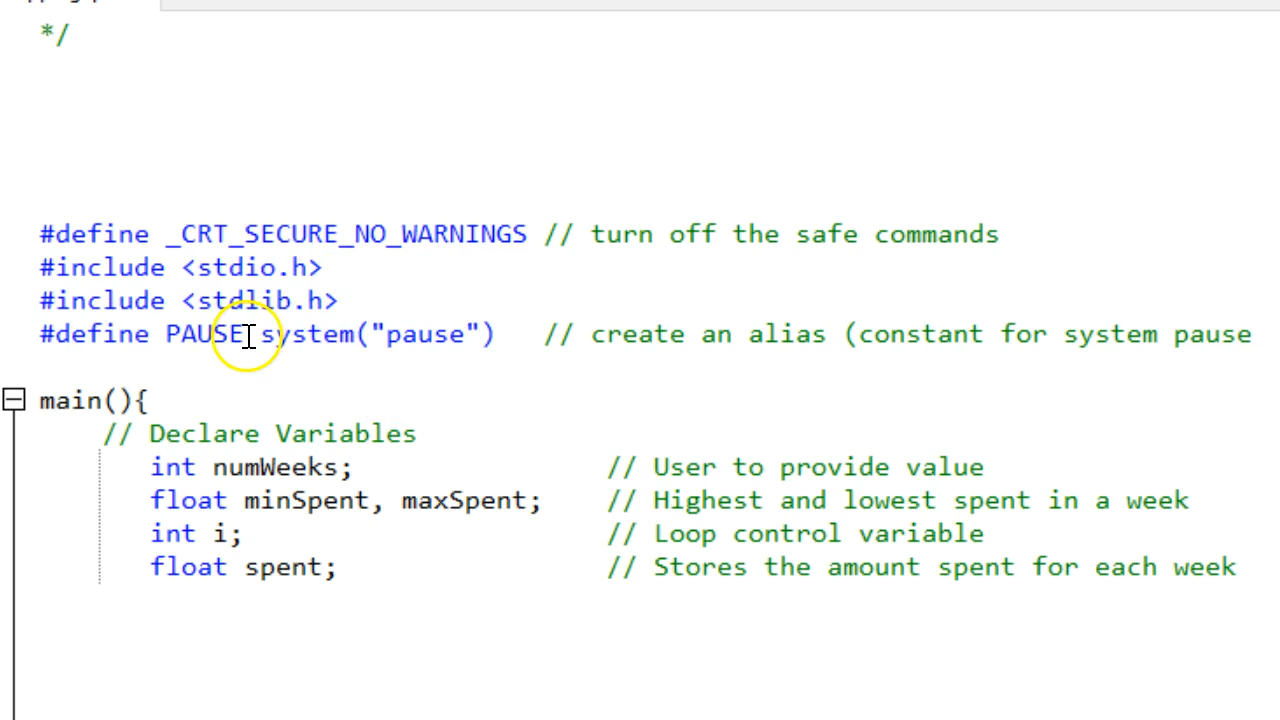 */
#define _CRT_SECURE_NO_WARNINGS // turn off the safe commands
#include <stdio.h>
#include <stdlib.h>
#define PAUSE system("pause") // create an alias (constant for system pause
main(){
// Declare Variables
int numWeeks; // User to provide value
float minSpent, maxSpent; // Highest and lowest spent in a week
int i; // Loop control variable
float spent; // Stores the amount spent for each week